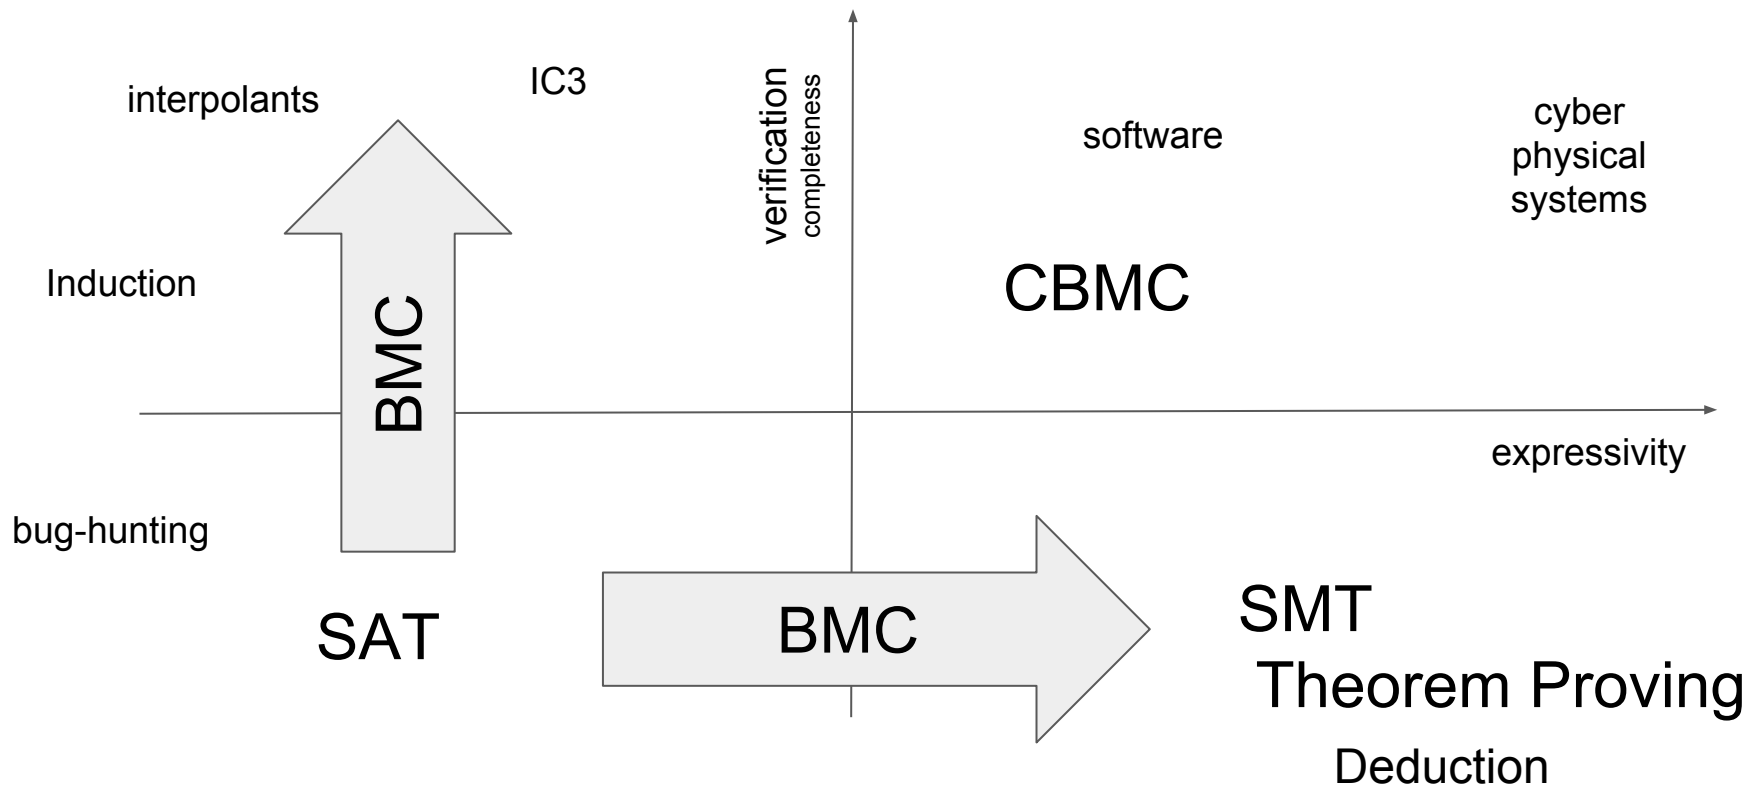 interpolants
IC3
verification
completeness
software
cyber
physical
systems
Induction
BMC
CBMC
expressivity
bug-hunting
SAT
BMC
SMT
Theorem Proving
Deduction